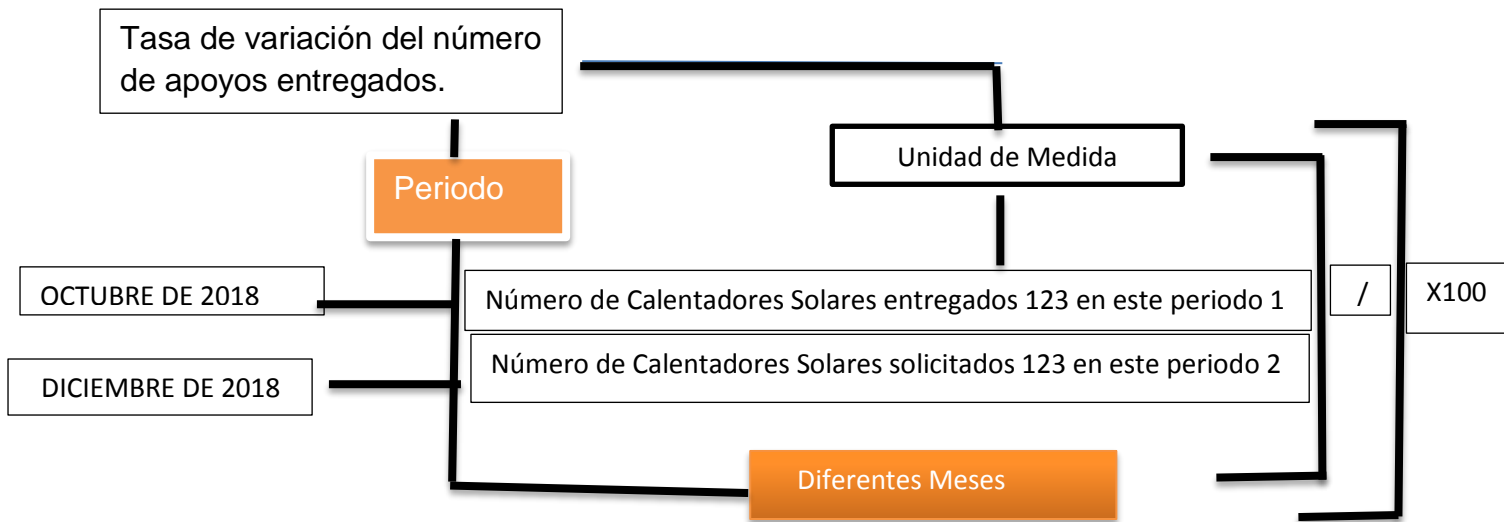 Tasa de variación del número
de apoyos entregados.
Unidad de Medida
Periodo
OCTUBRE DE 2018
Número de Calentadores Solares entregados 123 en este periodo 1
/
X100
Número de Calentadores Solares solicitados 123 en este periodo 2
DICIEMBRE DE 2018
Diferentes Meses